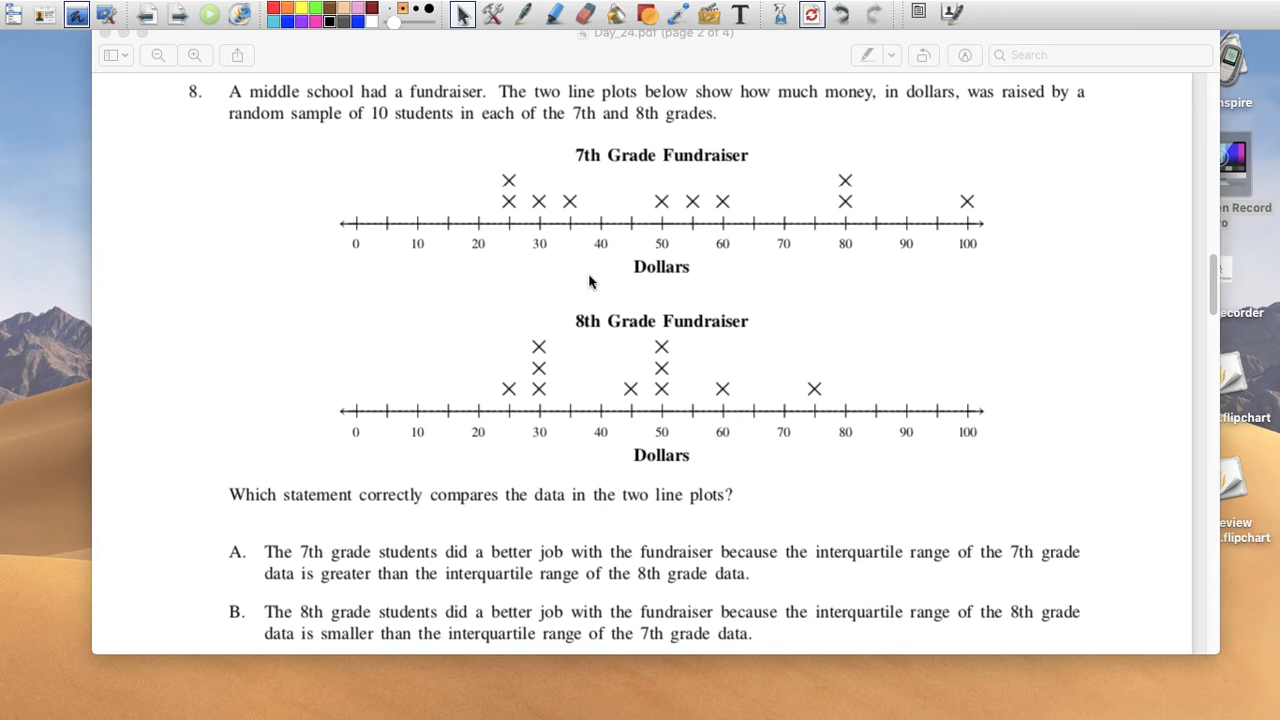 Day_24.pdf (page 2 of 4)
Search
8. A middle school had a fundraiser. The two line plots below show how much money, in dollars, was raised by a
random sample of 10 students in each of the 7th and 8th grades.
7th Grade Fundraiser
0 10 20 30 40 50 60 70 80 90 100
Dollars
8th Grade Fundraiser
0 10 20 30 40 50 60 70 80 90 100
Dollars
Which statement correctly compares the data in the two line plots?
A. The 7th grade students did a better job with the fundraiser because the interquartile range of the 7th grade
data is greater than the interquartile range of the 8th grade data.
B. The 8th grade students did a better job with the fundraiser because the interquartile range of the 8th grade
data is smaller than the interquartile range of the 7th grade data.
nspire
en Record
ro
ecorder
.flipchart
eview
.flipchart